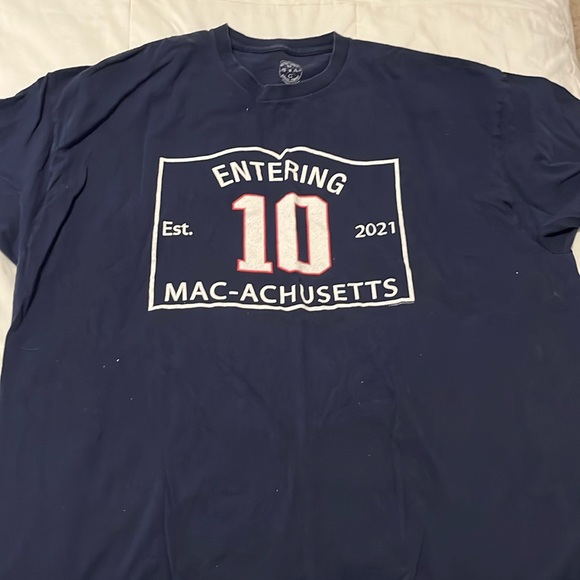 ENTERING
10
Est. 2021
MAC-ACHUSETTS